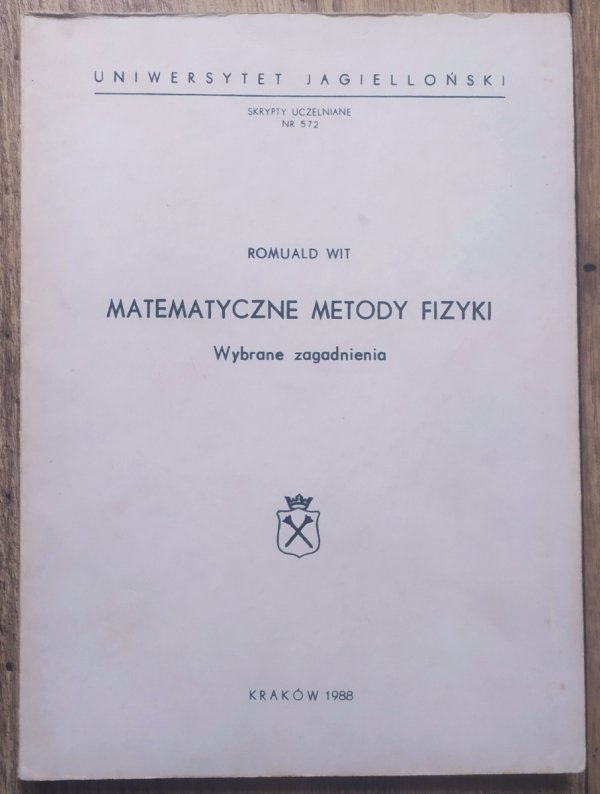 UNIWERSYTET JAGIELLOŃSKI
SKRYPTY UCZELNIANE
NR 572
ROMUALD WIT
MATEMATYCZNE METODY FIZYKI
Wybrane zagadnienia
KRAKÓW 1988